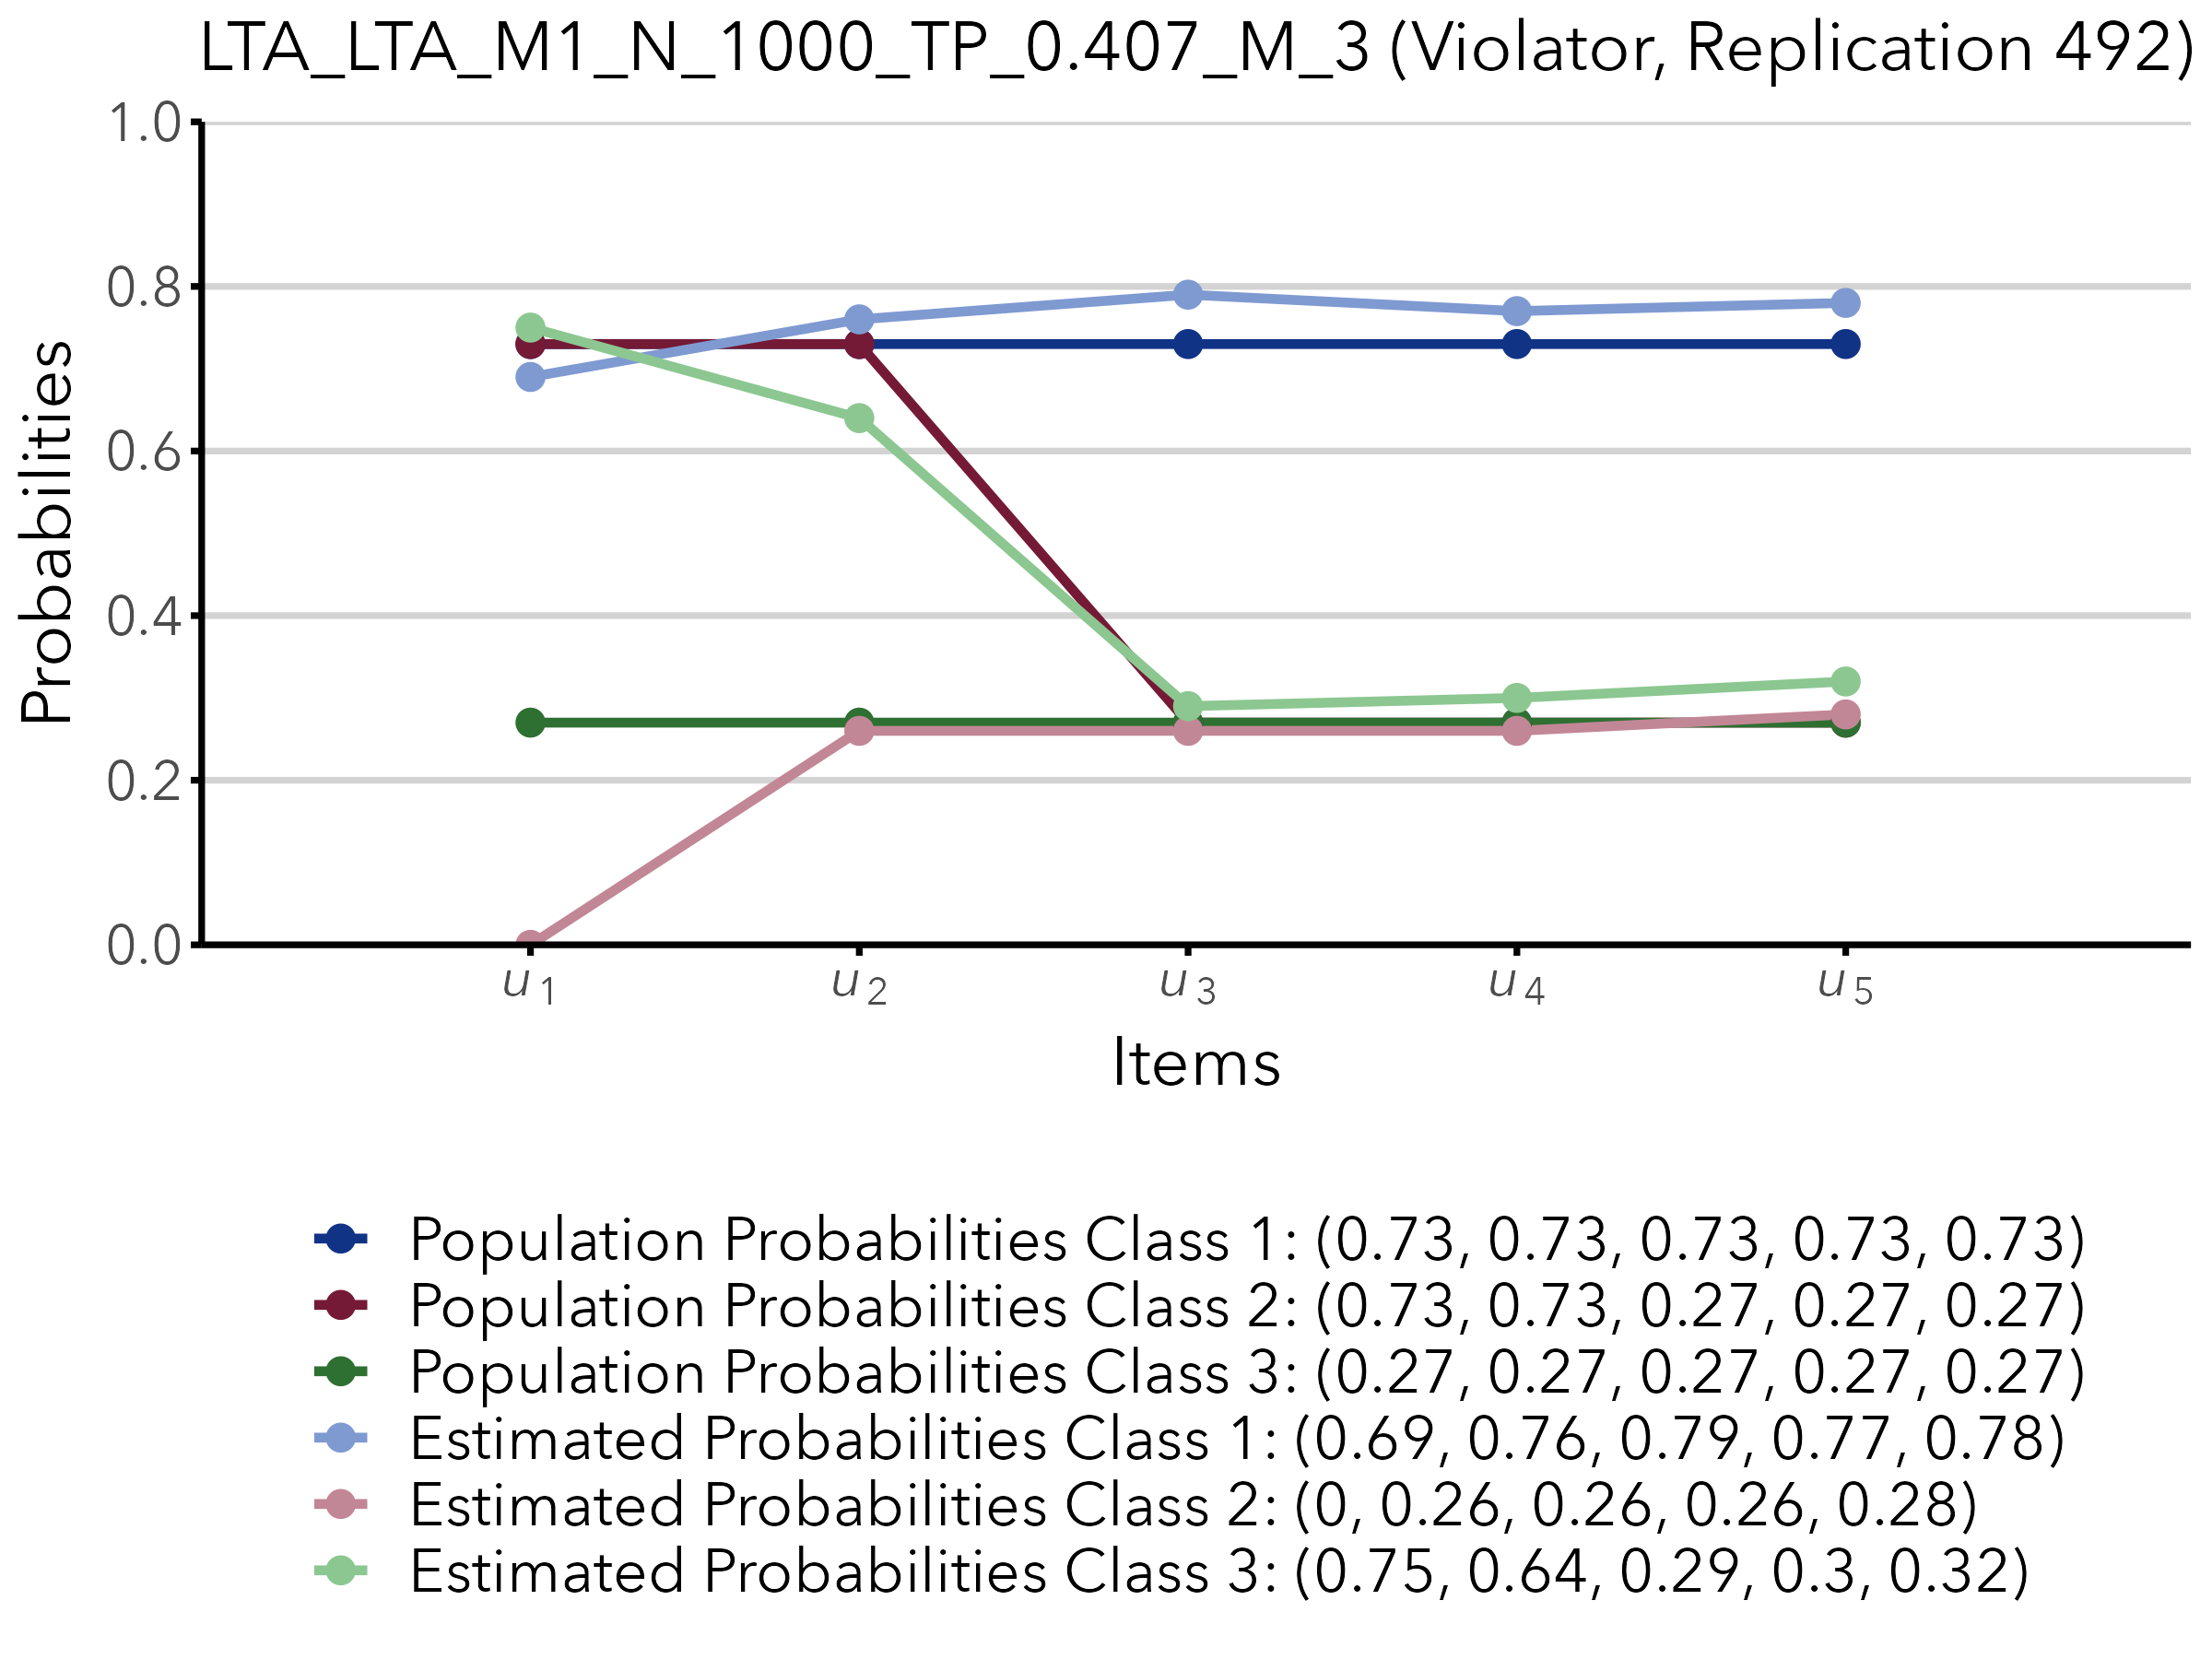 LTA_LTA_M1_N_1000_TP_0.407_M_3 (Violator, Replication 492)
1.0
0.8
0.6
0.4
0.2
0.0
Probabilities
u1 u2 u3 u4 u5
Items
Population Probabilities Class 1: (0.73, 0.73, 0.73, 0.73, 0.73)
Population Probabilities Class 2: (0.73, 0.73, 0.27, 0.27, 0.27)
Population Probabilities Class 3: (0.27, 0.27, 0.27, 0.27, 0.27)
Estimated Probabilities Class 1: (0.69, 0.76, 0.79, 0.77, 0.78)
Estimated Probabilities Class 2: (0, 0.26, 0.26, 0.26, 0.28)
Estimated Probabilities Class 3: (0.75, 0.64, 0.29, 0.3, 0.32)